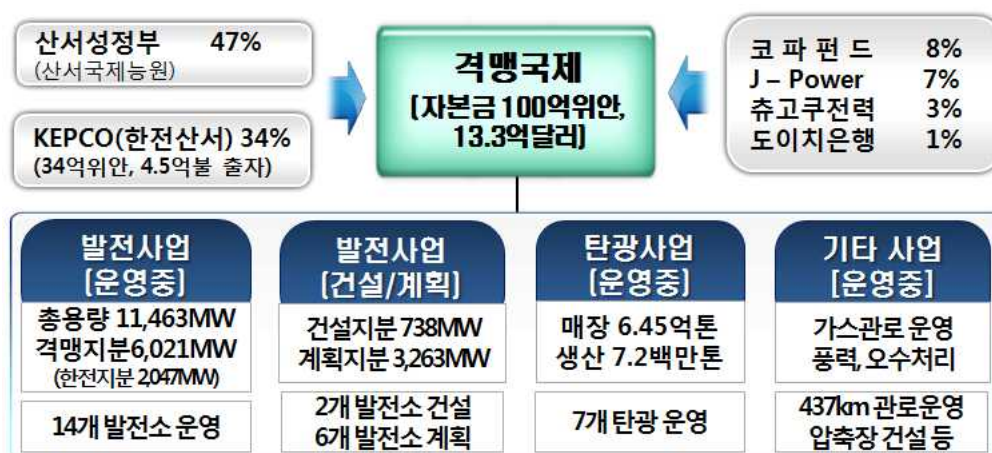 산서성정부 47%
(산서국제능원)
KEPCO(한전산서) 34%
(34억위안, 4.5억불 출자)
격맹국제
[자본금 100억위안,
13.3억달러]
코 파 펀 드 8%
J – Power 7%
츄고쿠전력 3%
도이치은행 1%
발전사업
[운영중]
총용량 11,463MW
격맹지분6,021MW
(한전지분 2,047MW)
14개 발전소 운영
발전사업
[건설/계획]
건설지분 738MW
계획지분 3,263MW
2개 발전소 건설
6개 발전소 계획
탄광사업
[운영중]
매장 6.45억톤
생산 7.2백만톤
7개 탄광 운영
기타 사업
[운영중]
가스관로 운영
풍력, 오수처리
437km 관로운영
압축장 건설 등